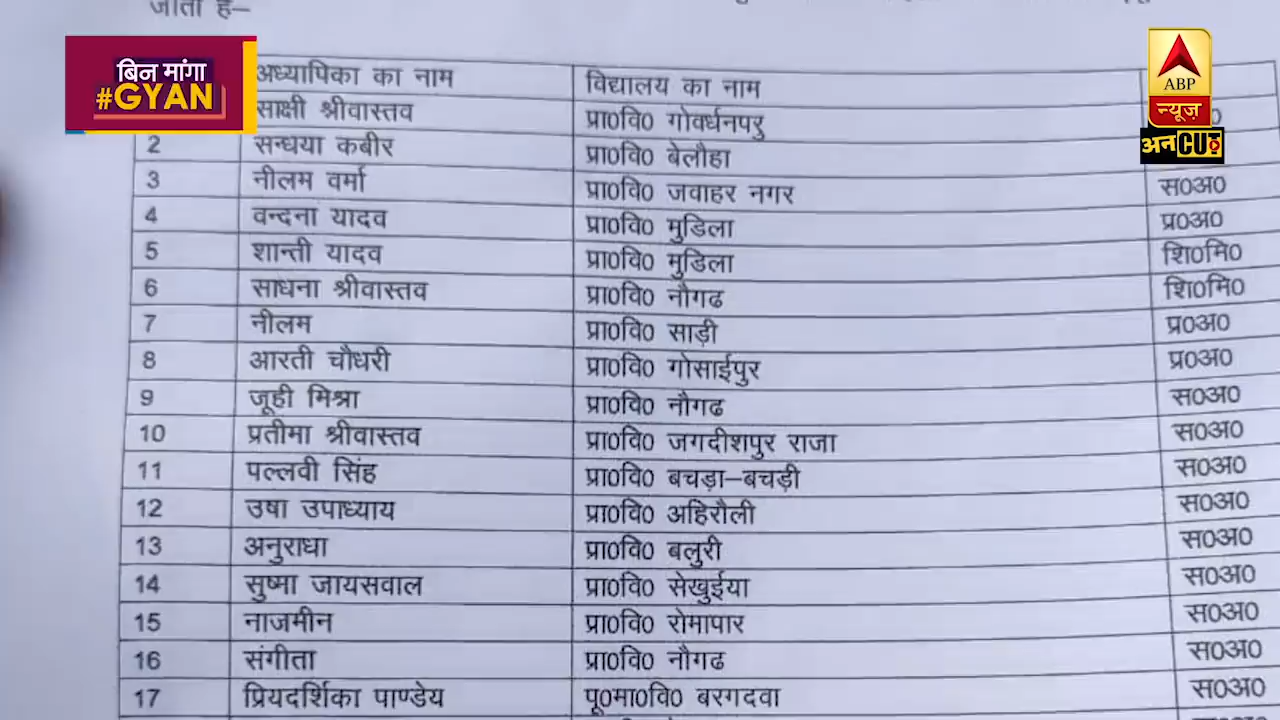 जाता है–
बिन मांगा
#GYAN
ABP
न्यूज़
अनCUT
अध्यापिका का नाम विद्यालय का नाम
साक्षी श्रीवास्तव प्रा0वि0 गोवर्धनपरु
2 सन्धया कबीर प्रा0वि0 बेलौहा
3 नीलम वर्मा प्रा0वि0 जवाहर नगर स0अ0
4 वन्दना यादव प्रा0वि0 मुडिला प्र0अ0
5 शान्ती यादव प्रा0वि0 मुडिला शि0मि0
6 साधना श्रीवास्तव प्रा0वि0 नौगढ शि0मि0
7 नीलम प्रा0वि0 साड़ी प्र0अ0
8 आरती चौधरी प्रा0वि0 गोसाईपुर प्र0अ0
9 जूही मिश्रा प्रा0वि0 नौगढ स0अ0
10 प्रतीमा श्रीवास्तव प्रा0वि0 जगदीशपुर राजा स0अ0
11 पल्लवी सिंह प्रा0वि0 बचड़ा–बचड़ी स0अ0
12 उषा उपाध्याय प्रा0वि0 अहिरौली स0अ0
13 अनुराधा प्रा0वि0 बलुरी स0अ0
14 सुष्मा जायसवाल प्रा0वि0 सेखुईया स0अ0
15 नाजमीन प्रा0वि0 रोमापार स0अ0
16 संगीता प्रा0वि0 नौगढ स0अ0
17 प्रियदर्शिका पाण्डेय पू0मा0वि0 बरगदवा स0अ0